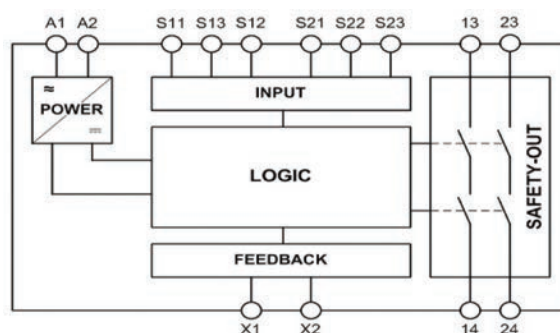 A1 A2 S11 S13 S12 S21 S22 S23 13 23
POWER
INPUT
LOGIC
SAFETY-OUT
FEEDBACK
X1 X2 14 24